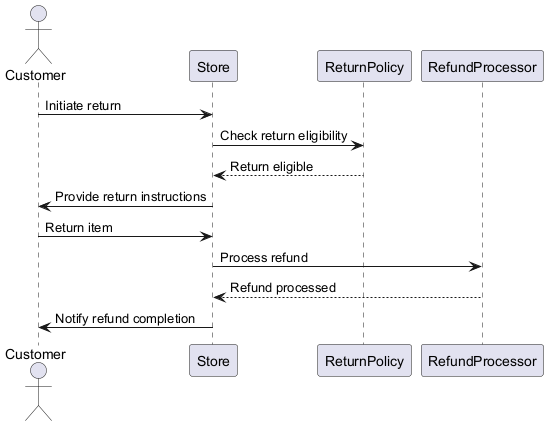 Customer
Store
ReturnPolicy
RefundProcessor
Initiate return
Check return eligibility
Return eligible
Provide return instructions
Return item
Process refund
Refund processed
Notify refund completion
Customer
Store
ReturnPolicy
RefundProcessor